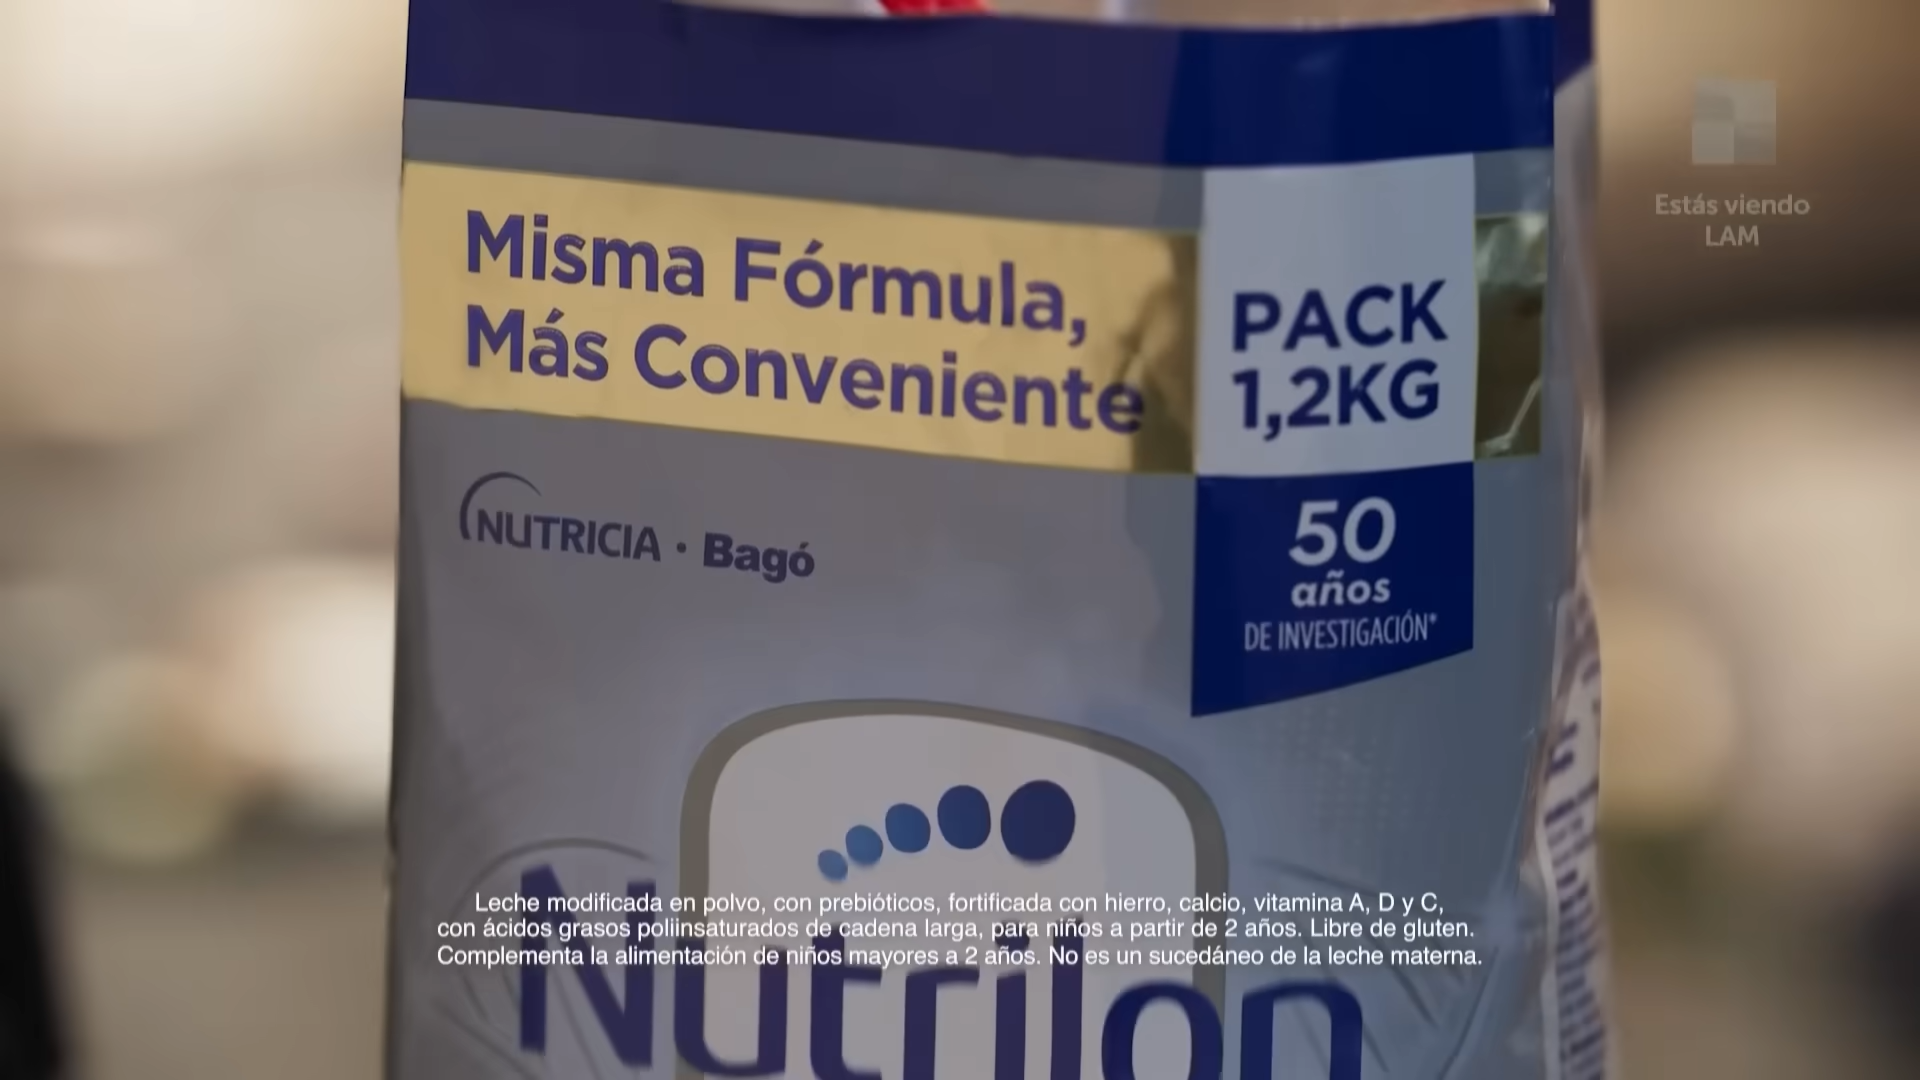 Misma Fórmula,
Más Conveniente
PACK
1,2KG
Estás viendo
LAM
NUTRICIA • Bagó
50
años
DE INVESTIGACIÓN*
Nutrilon
Leche modificada en polvo, con prebióticos, fortificada con hierro, calcio, vitamina A, D y C,
con ácidos grasos poliinsaturados de cadena larga, para niños a partir de 2 años. Libre de gluten.
Complementa la alimentación de niños mayores a 2 años. No es un sucedáneo de la leche materna.